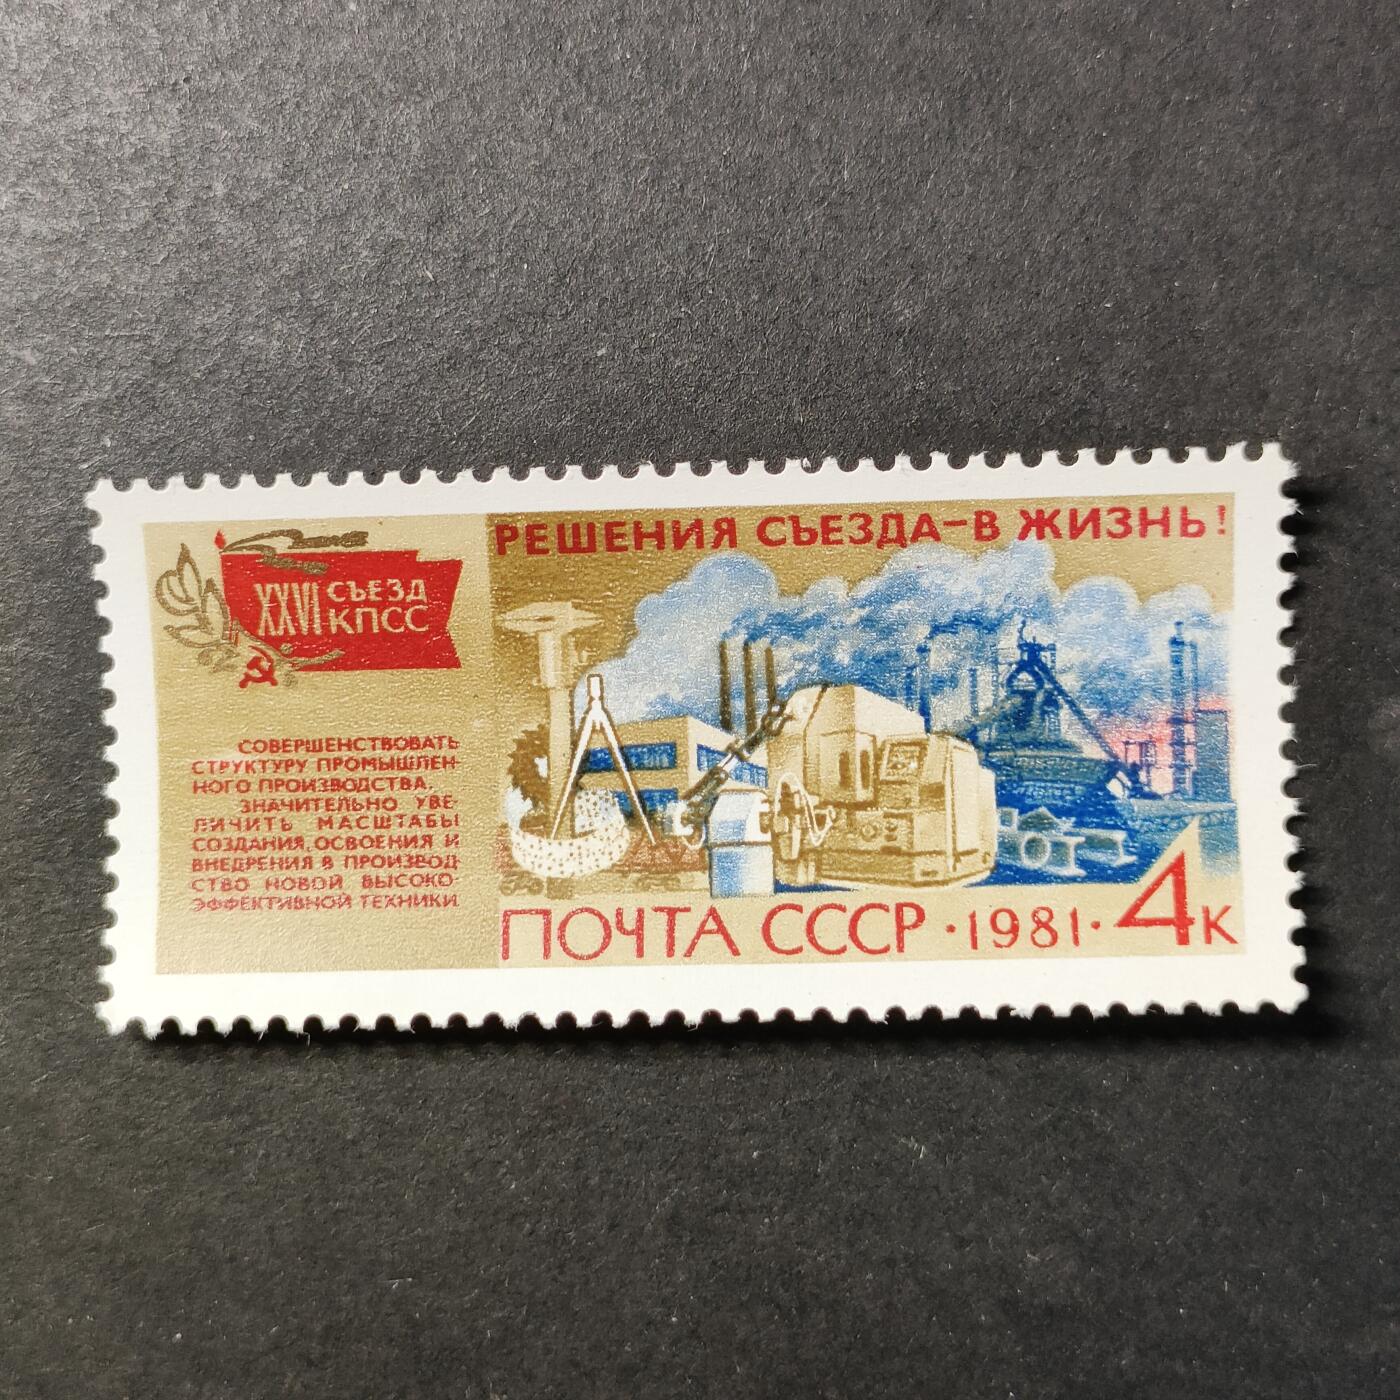 XXVI СЪЕЗД
КПСС
СОВЕРШЕНСТВОВАТЬ
СТРУКТУРУ ПРОМЫШЛЕН-
НОГО ПРОИЗВОДСТВА.
ЗНАЧИТЕЛЬНО УВЕ-
ЛИЧИТЬ МАСШТАБЫ
СОЗДАНИЯ, ОСВОЕНИЯ И
ВНЕДРЕНИЯ В ПРОИЗВОД-
СТВО НОВОЙ ВЫСОКО-
ЭФФЕКТИВНОЙ ТЕХНИКИ.
РЕШЕНИЯ СЪЕЗДА – В ЖИЗНЬ!
ПОЧТА СССР · 1981 · 4к